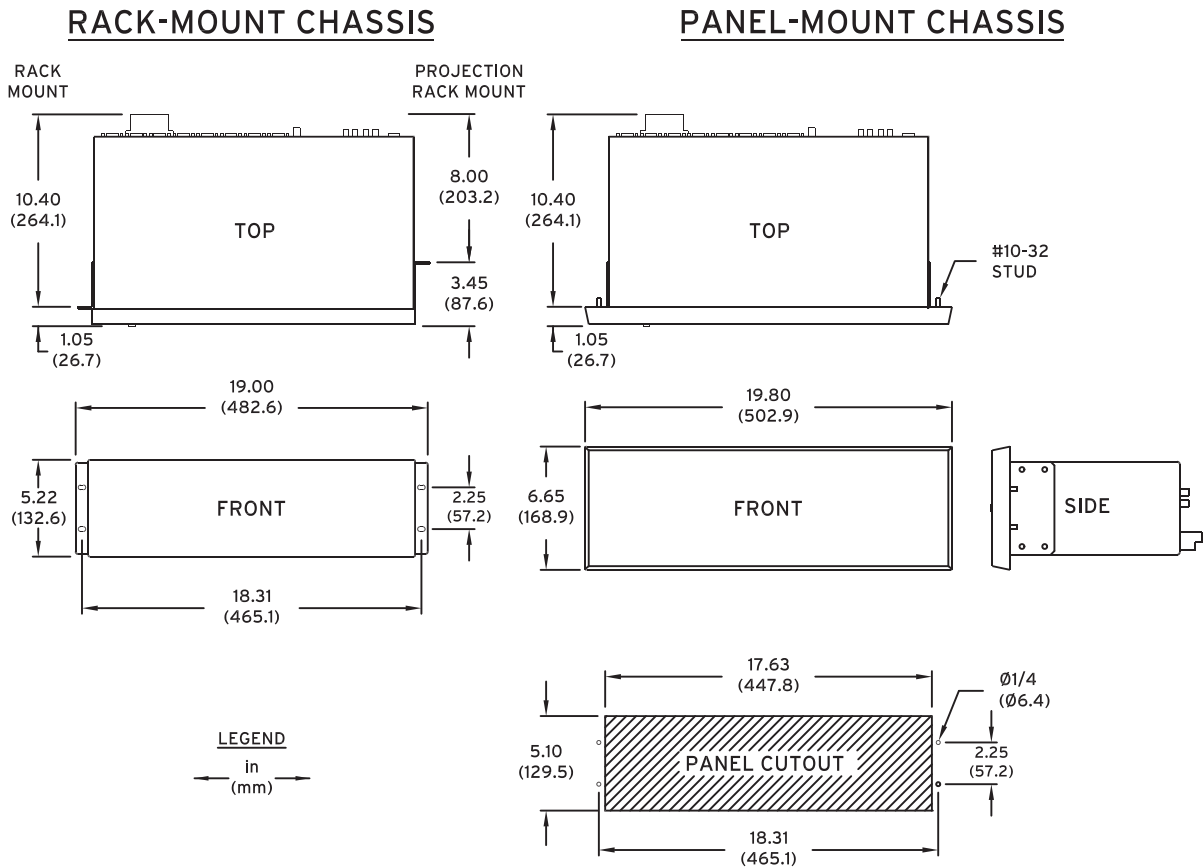 RACK-MOUNT CHASSIS
PANEL-MOUNT CHASSIS
RACK
MOUNT
PROJECTION
RACK MOUNT
10.40
(264.1)
TOP
8.00
(203.2)
3.45
(87.6)
1.05
(26.7)
10.40
(264.1)
TOP
#10-32
STUD
1.05
(26.7)
19.00
(482.6)
5.22
(132.6)
FRONT
2.25
(57.2)
18.31
(465.1)
19.80
(502.9)
6.65
(168.9)
FRONT
SIDE
17.63
(447.8)
Ø1/4
(Ø6.4)
5.10
(129.5)
PANEL CUTOUT
2.25
(57.2)
18.31
(465.1)
LEGEND
in
(mm)